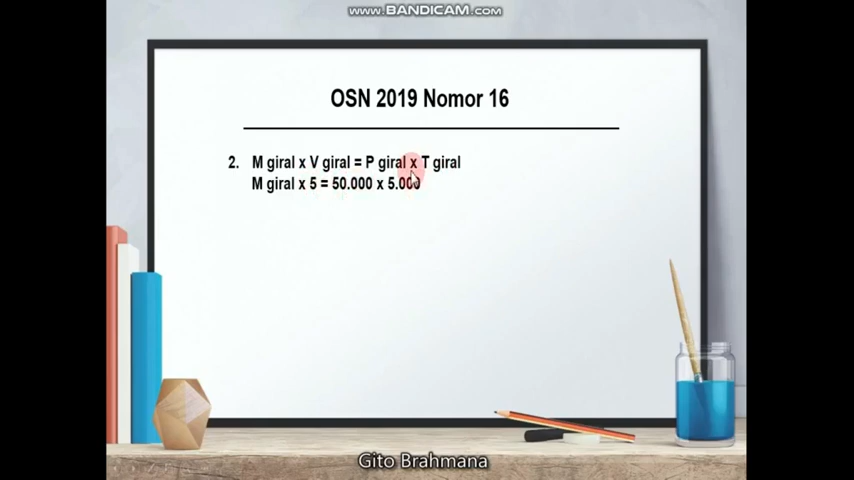 www.BANDICAM.com
OSN 2019 Nomor 16
2. M giral x V giral = P giral x T giral
M giral x 5 = 50.000 x 5.000
Gito Brahmana